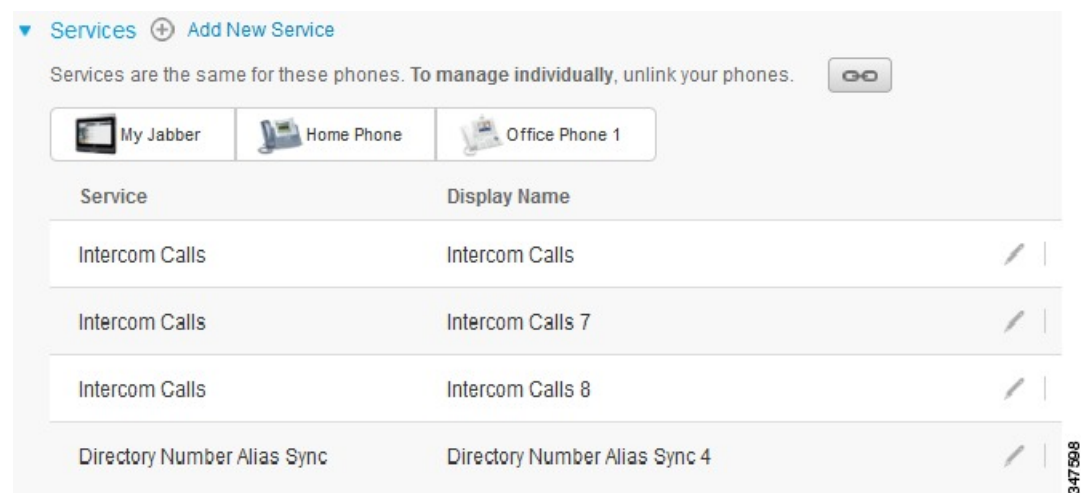 Services Add New Service
Services are the same for these phones. To manage individually, unlink your phones.
My Jabber Home Phone Office Phone 1
Service Display Name
Intercom Calls Intercom Calls
Intercom Calls Intercom Calls 7
Intercom Calls Intercom Calls 8
Directory Number Alias Sync Directory Number Alias Sync 4
347598